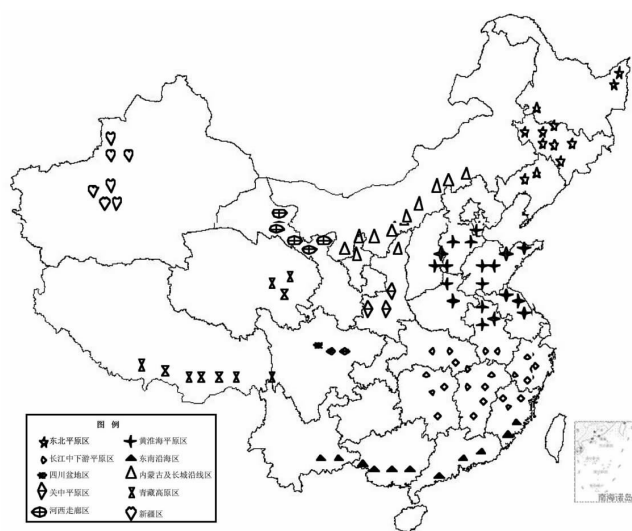 图 例
东北平原区 黄淮海平原区
长江中下游平原区 东南沿海区
四川盆地区 内蒙古及长城沿线区
关中平原区 青藏高原区
河西走廊区 新疆区
南海诸岛